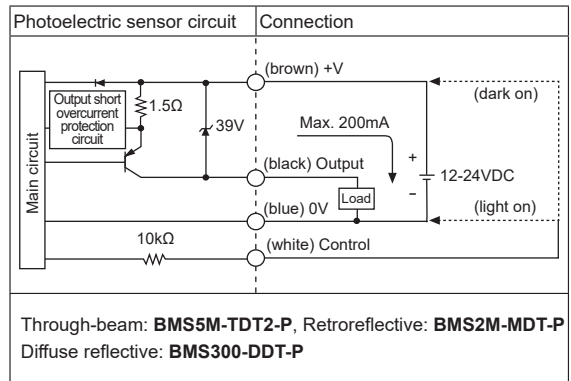 Photoelectric sensor circuit
Connection
(brown) +V
(dark on)
Output short
overcurrent
protection
circuit
1.5Ω
39V
Max. 200mA
Main circuit
(black) Output
+
12-24VDC
−
Load
(blue) 0V
(light on)
10kΩ
(white) Control
Through-beam: BMS5M-TDT2-P, Retroreflective: BMS2M-MDT-P
Diffuse reflective: BMS300-DDT-P